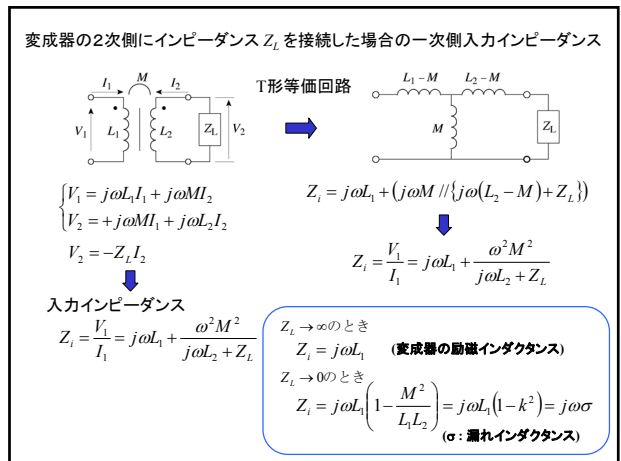 変成器の2次側にインピーダンス Z_L を接続した場合の一次側入力インピーダンス
I_1 M I_2
V_1 L_1 L_2 Z_L V_2
T形等価回路
L_1 − M L_2 − M
M Z_L
{V_1 = jωL_1I_1 + jωMI_2
V_2 = +jωMI_1 + jωL_2I_2
V_2 = −Z_LI_2
入力インピーダンス
Z_i = V_1/I_1 = jωL_1 + ω^2M^2/(jωL_2 + Z_L)
Z_i = jωL_1 + (jωM //{jω(L_2 − M) + Z_L})
Z_i = V_1/I_1 = jωL_1 + ω^2M^2/(jωL_2 + Z_L)
Z_L → ∞のとき
Z_i = jωL_1 (変成器の励磁インダクタンス)
Z_L → 0のとき
Z_i = jωL_1(1 − M^2/(L_1L_2)) = jωL_1(1 − k^2) = jωσ
(σ : 漏れインダクタンス)